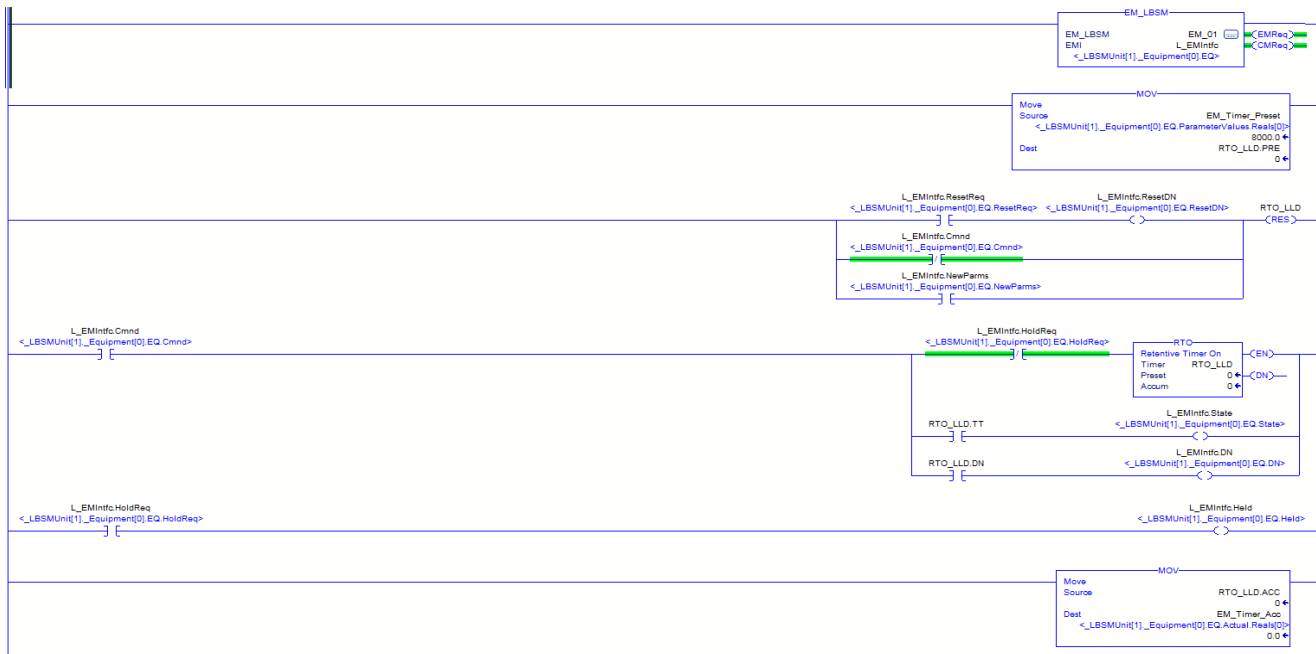 EM_LBSM
EM_LBSM EM_01 ...
EMI L_EMIntfc
<_LBSMUnit[1]._Equipment[0].EQ>
EMReq
CMReq
MOV
Move
Source EM_Timer_Preset
<_LBSMUnit[1]._Equipment[0].EQ.ParameterValues.Reals[0]>
8000.0
Dest RTO_LLD.PRE
0
L_EMIntfc.ResetReq L_EMIntfc.ResetDN
<_LBSMUnit[1]._Equipment[0].EQ.ResetReq> <_LBSMUnit[1]._Equipment[0].EQ.ResetDN> RTO_LLD
RES
L_EMIntfc.Cmnd
<_LBSMUnit[1]._Equipment[0].EQ.Cmnd>
L_EMIntfc.NewParms
<_LBSMUnit[1]._Equipment[0].EQ.NewParms>
L_EMIntfc.Cmnd L_EMIntfc.HoldReq
<_LBSMUnit[1]._Equipment[0].EQ.Cmnd> <_LBSMUnit[1]._Equipment[0].EQ.HoldReq>
RTO
Retentive Timer On EN
Timer RTO_LLD
Preset 0 DN
Accum 0
L_EMIntfc.State
RTO_LLD.TT <_LBSMUnit[1]._Equipment[0].EQ.State>
L_EMIntfc.DN
RTO_LLD.DN <_LBSMUnit[1]._Equipment[0].EQ.DN>
L_EMIntfc.HoldReq L_EMIntfc.Held
<_LBSMUnit[1]._Equipment[0].EQ.HoldReq> <_LBSMUnit[1]._Equipment[0].EQ.Held>
MOV
Move
Source RTO_LLD.ACC
0
Dest EM_Timer_Acc
<_LBSMUnit[1]._Equipment[0].EQ.Actual.Reals[0]>
0.0